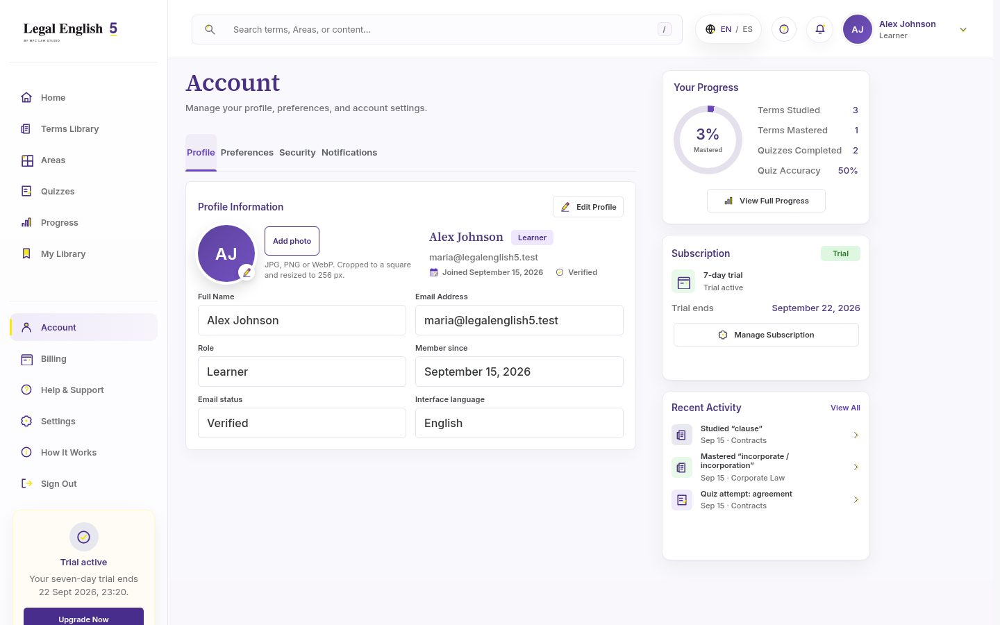 Legal English 5
BY MPC LAW STUDIO
Home
Terms Library
Areas
Quizzes
Progress
My Library
Account
Billing
Help & Support
Settings
How It Works
Sign Out
Trial active
Your seven-day trial ends
22 Sept 2026, 23:20.
Upgrade Now
Search terms, Areas, or content...
/
EN / ES
AJ
Alex Johnson
Learner
Account
Manage your profile, preferences, and account settings.
Profile Preferences Security Notifications
Profile Information
Edit Profile
AJ
Add photo
JPG, PNG or WebP. Cropped to a square
and resized to 256 px.
Alex Johnson Learner
maria@legalenglish5.test
Joined September 15, 2026 Verified
Full Name
Alex Johnson
Email Address
maria@legalenglish5.test
Role
Learner
Member since
September 15, 2026
Email status
Verified
Interface language
English
Your Progress
3%
Mastered
Terms Studied 3
Terms Mastered 1
Quizzes Completed 2
Quiz Accuracy 50%
View Full Progress
Subscription
Trial
7-day trial
Trial active
Trial ends September 22, 2026
Manage Subscription
Recent Activity
View All
Studied “clause”
Sep 15 · Contracts
Mastered “incorporate /
incorporation”
Sep 15 · Corporate Law
Quiz attempt: agreement
Sep 15 · Contracts